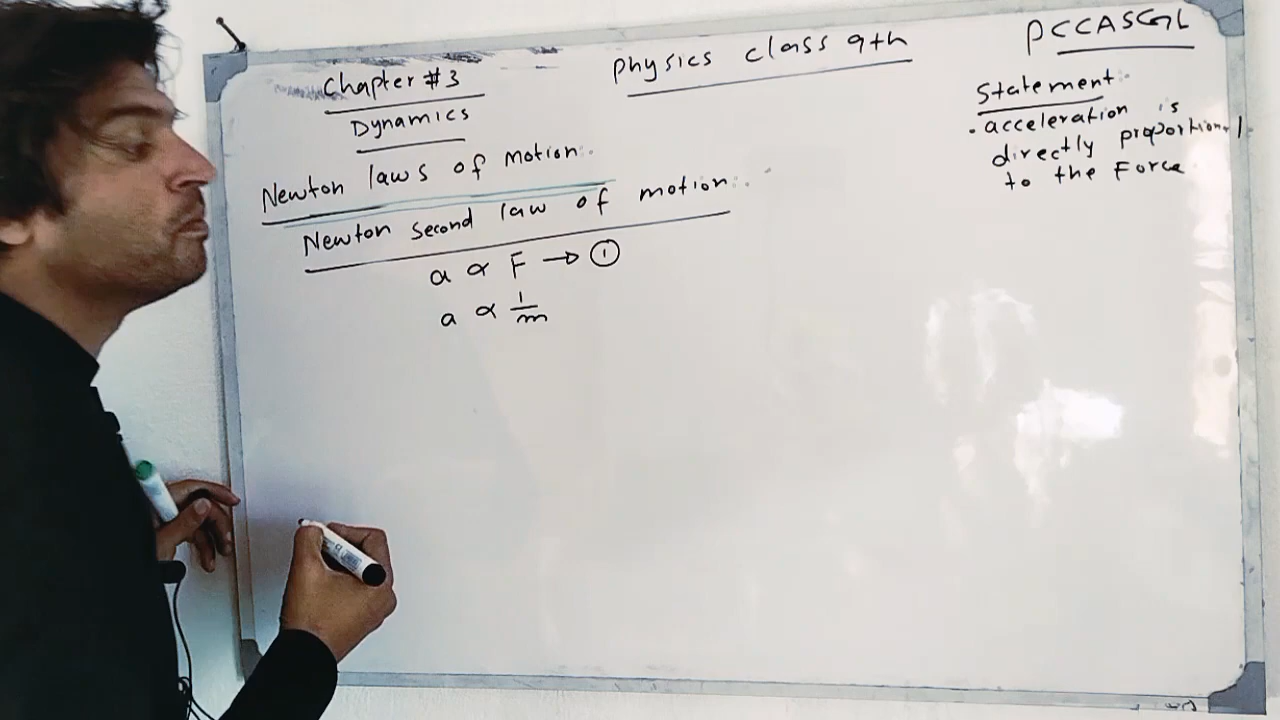 PCCASGL
Physics class 9th
Chapter #3
Dynamics
Newton laws of motion:
Newton second law of motion:
a ∝ F → ①
a ∝ 1/m
Statement:
. acceleration is
directly proportional
to the Force